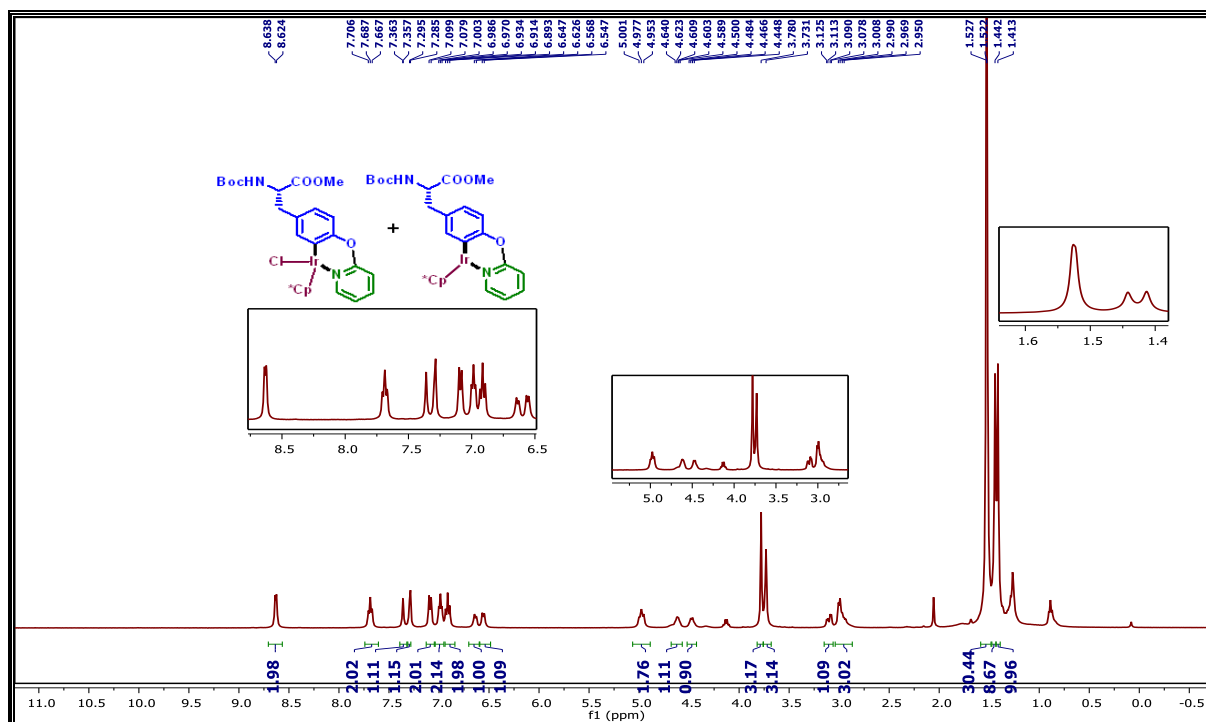 8.638 8.624 7.706 7.687 7.667 7.363 7.357 7.295 7.285 7.099 7.079 7.003 6.986 6.970 6.934 6.914 6.893 6.647 6.626 6.568 6.547 5.001 4.977 4.953 4.640 4.623 4.609 4.603 4.589 4.500 4.484 4.466 4.448 3.780 3.731 3.125 3.113 3.090 3.078 3.008 2.990 2.969 2.950 1.527 1.522 1.442 1.413
BocHN COOMe BocHN COOMe
+
O O
Cl Ir N Ir N
*Cp *Cp
1.6 1.5 1.4
8.5 8.0 7.5 7.0 6.5
5.0 4.5 4.0 3.5 3.0
1.98 2.02 1.11 1.15 2.01 2.14 1.98 1.00 1.09 1.76 1.11 0.90 3.17 3.14 1.09 3.02 30.44 8.67 9.96
11.0 10.5 10.0 9.5 9.0 8.5 8.0 7.5 7.0 6.5 6.0 5.5 5.0 4.5 4.0 3.5 3.0 2.5 2.0 1.5 1.0 0.5 0.0 -0.5
f1 (ppm)